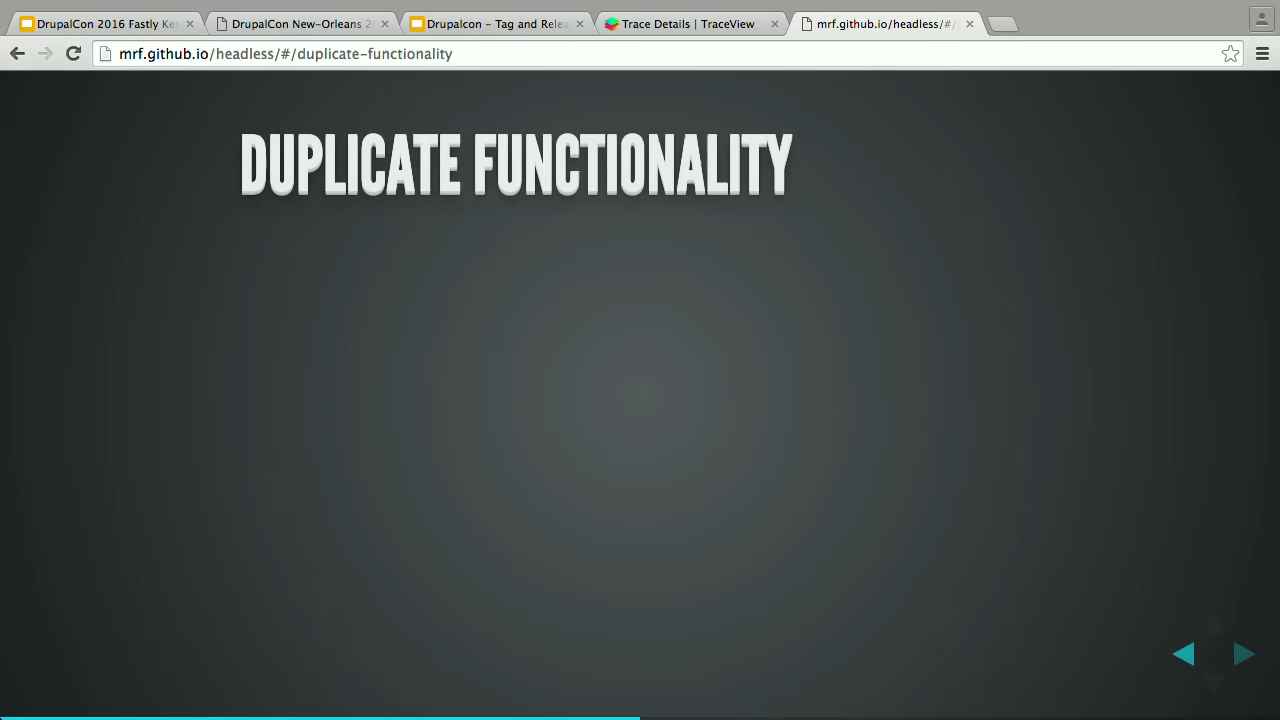 DrupalCon 2016 Fastly Ke
DrupalCon New-Orleans 2
Drupalcon – Tag and Relea
Trace Details | TraceView
mrf.github.io/headless/#/
mrf.github.io/headless/#/duplicate-functionality
DUPLICATE FUNCTIONALITY